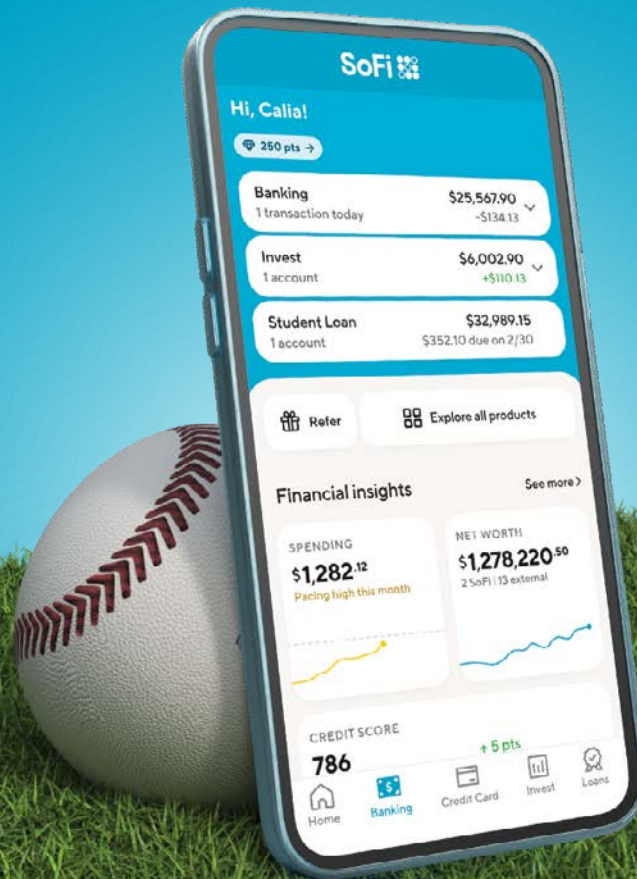 SoFi
Hi, Calia!
250 pts →
Banking $25,567.90
1 transaction today -$134.13
Invest $6,002.90
1 account +$110.13
Student Loan $32,989.15
1 account $352.10 due on 2/30
Refer Explore all products
Financial insights See more >
SPENDING NET WORTH
$1,282.12 $1,278,220.50
Pacing high this month 2 SoFi | 13 external
CREDIT SCORE
786 ↑ 5 pts
Home Banking Credit Card Invest Loans